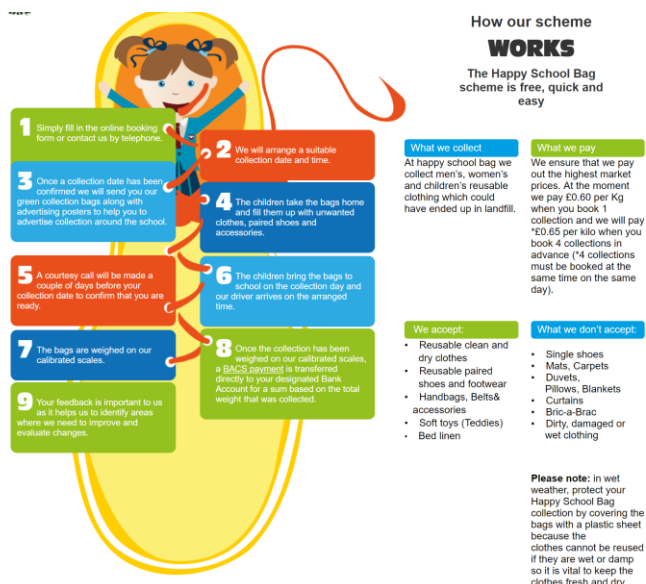 How our scheme
WORKS
The Happy School Bag
scheme is free, quick and
easy
1 Simply fill in the online booking
form or contact us by telephone.
2 We will arrange a suitable
collection date and time.
3 Once a collection date has been
confirmed we will send you our
green collection bags along with
advertising posters to help you to
advertise collection around the school.
4 The children take the bags home
and fill them up with unwanted
clothes, paired shoes and
accessories.
5 A courtesy call will be made a
couple of days before your
collection date to confirm that you are
ready.
6 The children bring the bags to
school on the collection day and
our driver arrives on the arranged
time.
7 The bags are weighed on our
calibrated scales.
8 Once the collection has been
weighed on our calibrated scales,
a BACS payment is transferred
directly to your designated Bank
Account for a sum based on the total
weight that was collected.
9 Your feedback is important to us
as it helps us to identify areas
where we need to improve and
evaluate changes.
What we collect
At happy school bag we
collect men's, women's
and children's reusable
clothing which could
have ended up in landfill.
What we pay
We ensure that we pay
out the highest market
prices. At the moment
we pay £0.60 per Kg
when you book 1
collection and we will pay
*£0.65 per kilo when you
book 4 collections in
advance (*4 collections
must be booked at the
same time on the same
day).
We accept:
• Reusable clean and
dry clothes
• Reusable paired
shoes and footwear
• Handbags, Belts&
accessories
• Soft toys (Teddies)
• Bed linen
What we don't accept:
• Single shoes
• Mats, Carpets
• Duvets,
Pillows, Blankets
• Curtains
• Bric-a-Brac
• Dirty, damaged or
wet clothing
Please note: in wet
weather, protect your
Happy School Bag
collection by covering the
bags with a plastic sheet
because the
clothes cannot be reused
if they are wet or damp
so it is vital to keep the
clothes fresh and dry